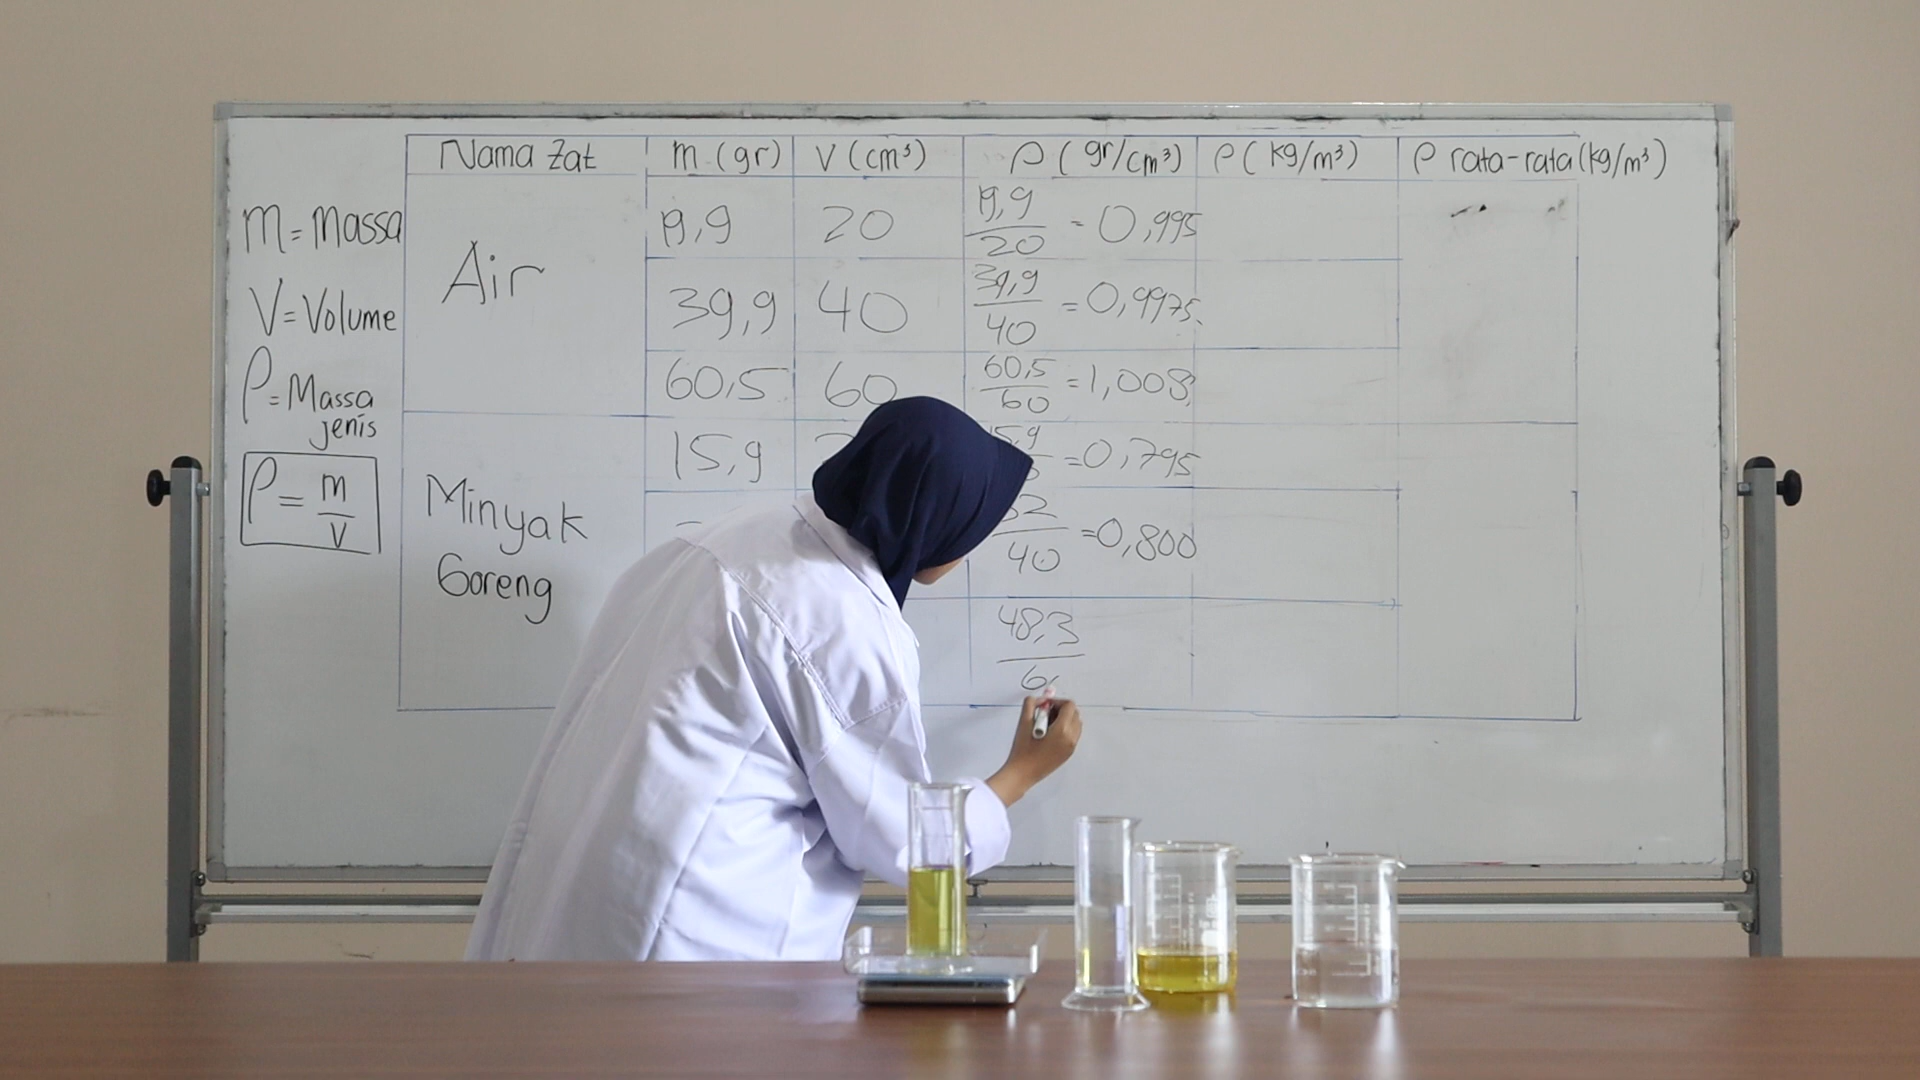 Nama Zat
m (gr)
V (cm³)
ρ (gr/cm³)
ρ (kg/m³)
ρ rata-rata (kg/m³)
m = massa
V = Volume
ρ = Massa
jenis
ρ = m/V
Air
19,9
20
19,9/20 = 0,995
39,9
40
39,9/40 = 0,9975
60,5
60
60,5/60 = 1,008
Minyak
Goreng
15,9
= 0,795
40
= 0,800
48,3